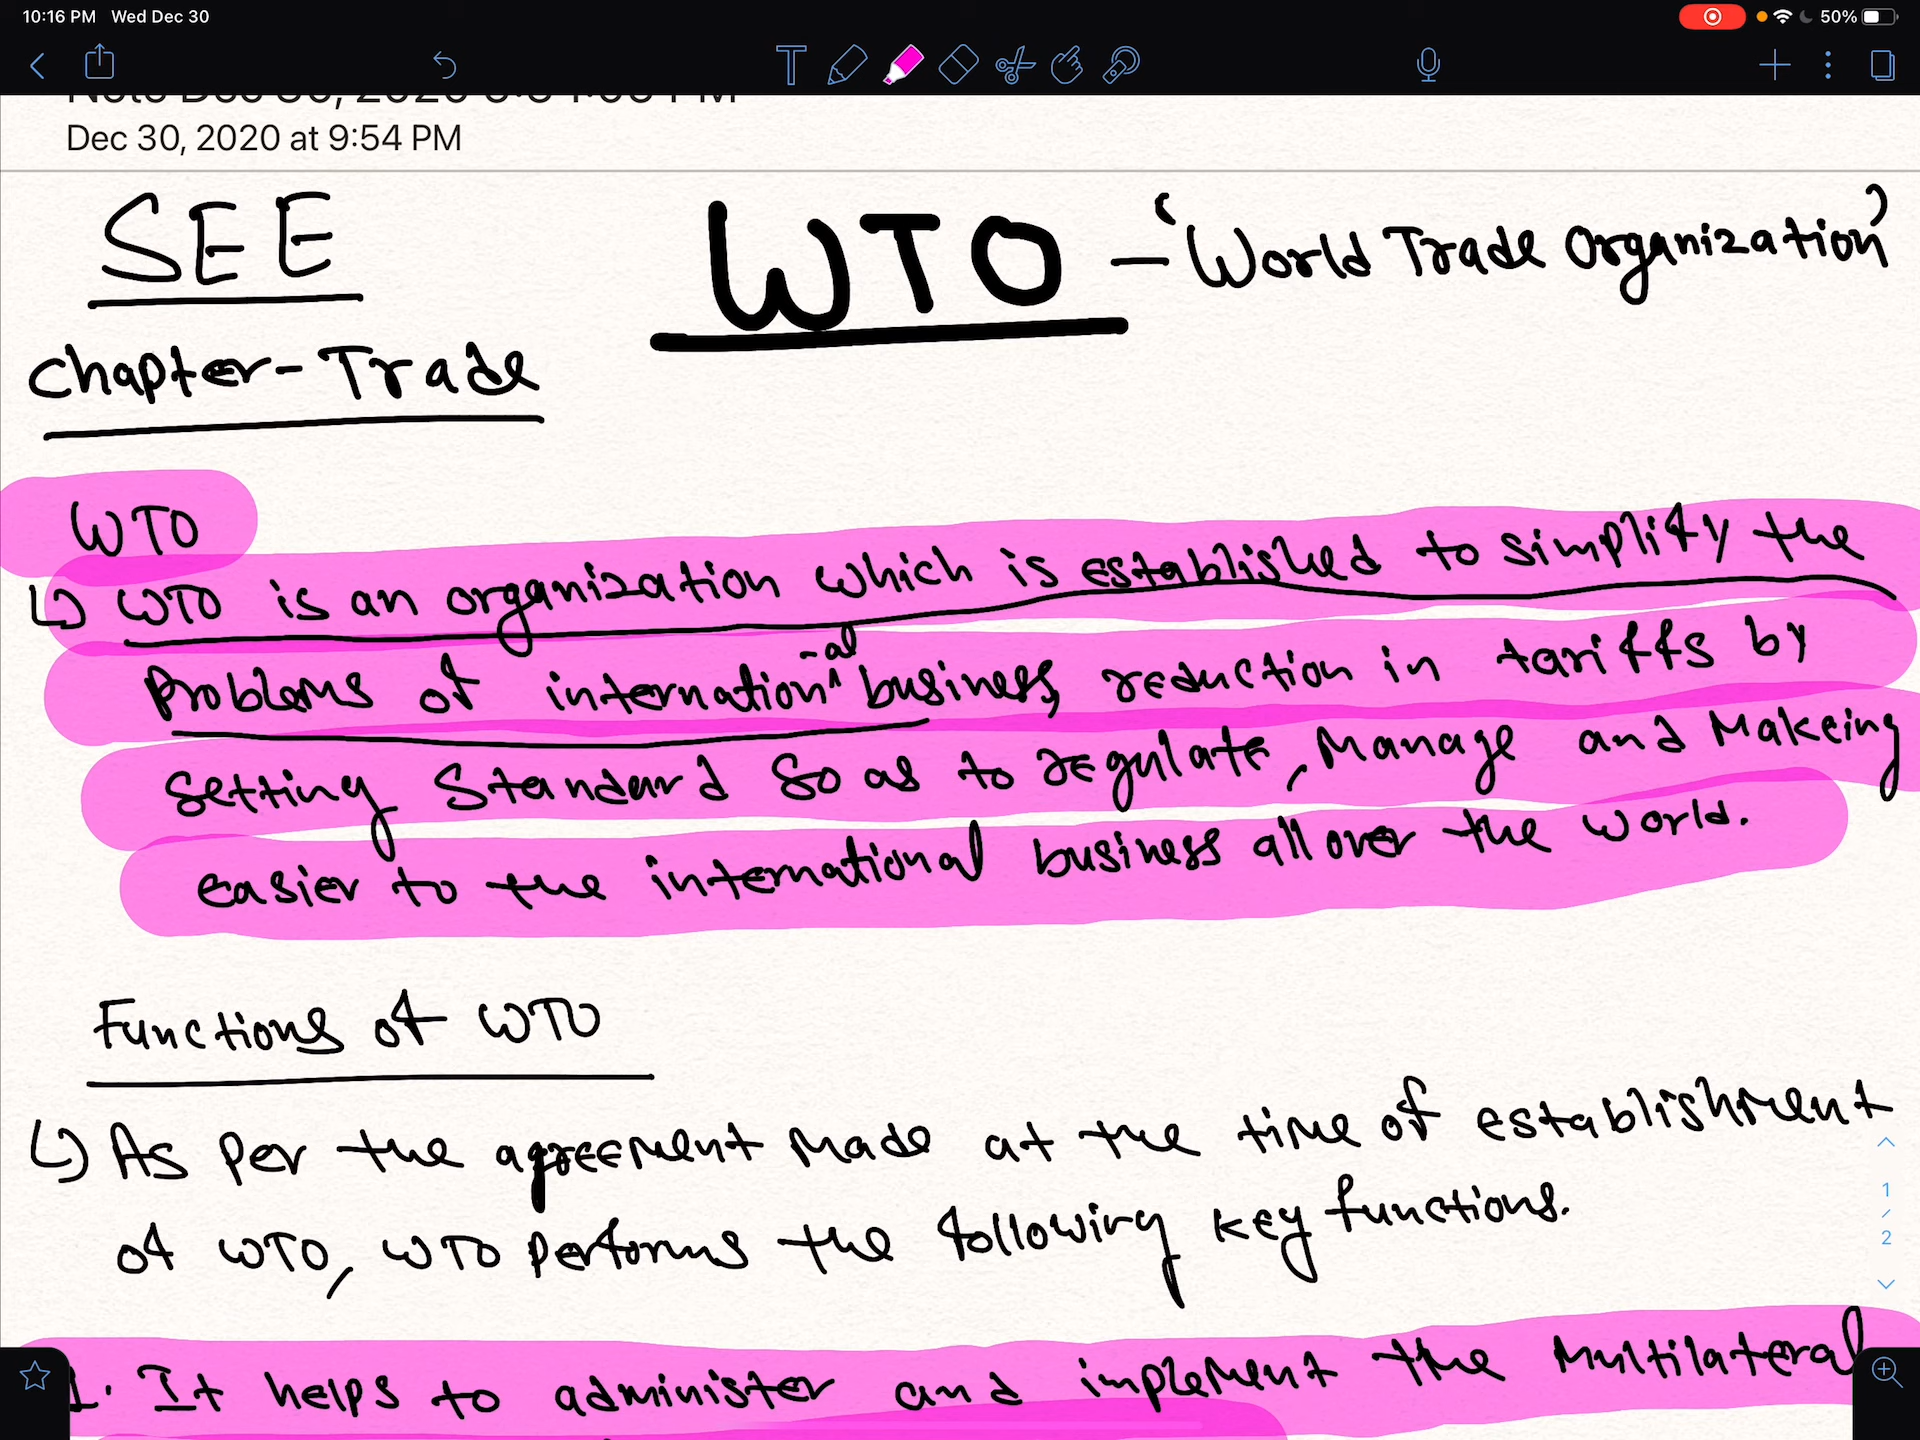 10:16 PM Wed Dec 30
50%
Dec 30, 2020 at 9:54 PM
SEE
WTO - 'World Trade Organization'
Chapter-Trade
WTO
WTO is an organization which is established to simplify the
Problems of internation-al business, reduction in tariffs by
setting Standard So as to regulate, Manage and Makeing
easier to the international business all over the world.
Functions of WTO
As per the agreement Made at the time of establishment
of WTO, WTO performs the following key functions.
1
/
2
1. It helps to administer and implement the Multilateral